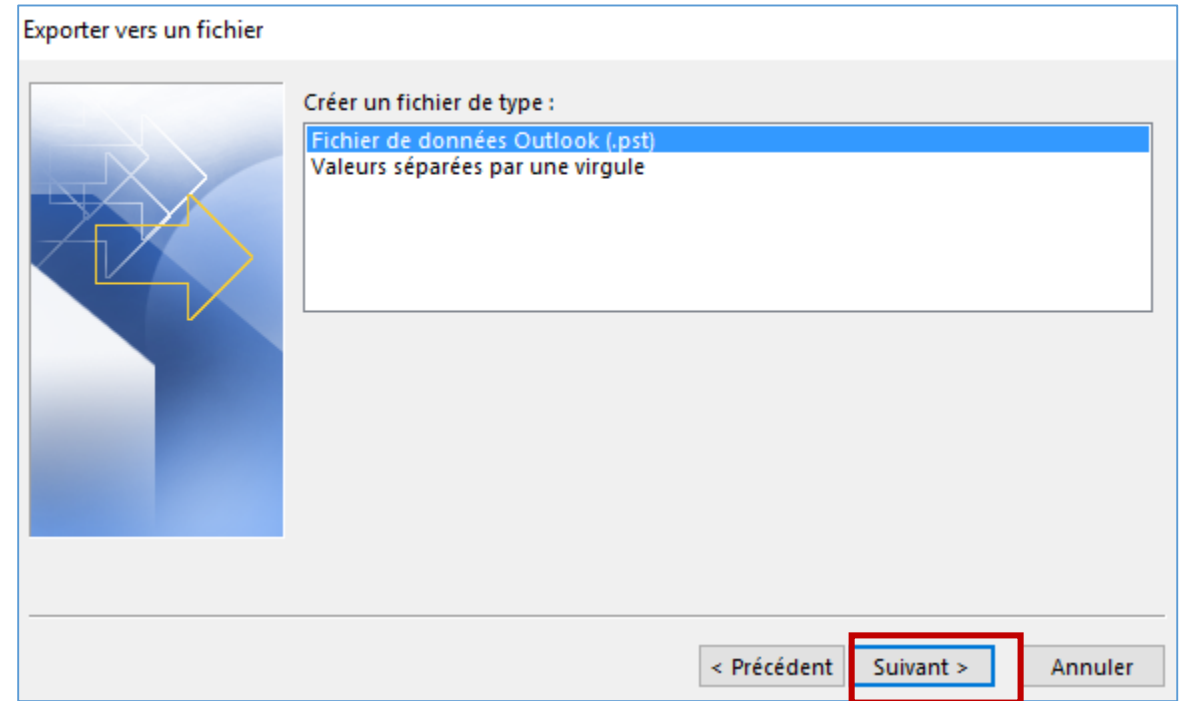 Exporter vers un fichier
Créer un fichier de type :
Fichier de données Outlook (.pst)
Valeurs séparées par une virgule
< Précédent
Suivant >
Annuler